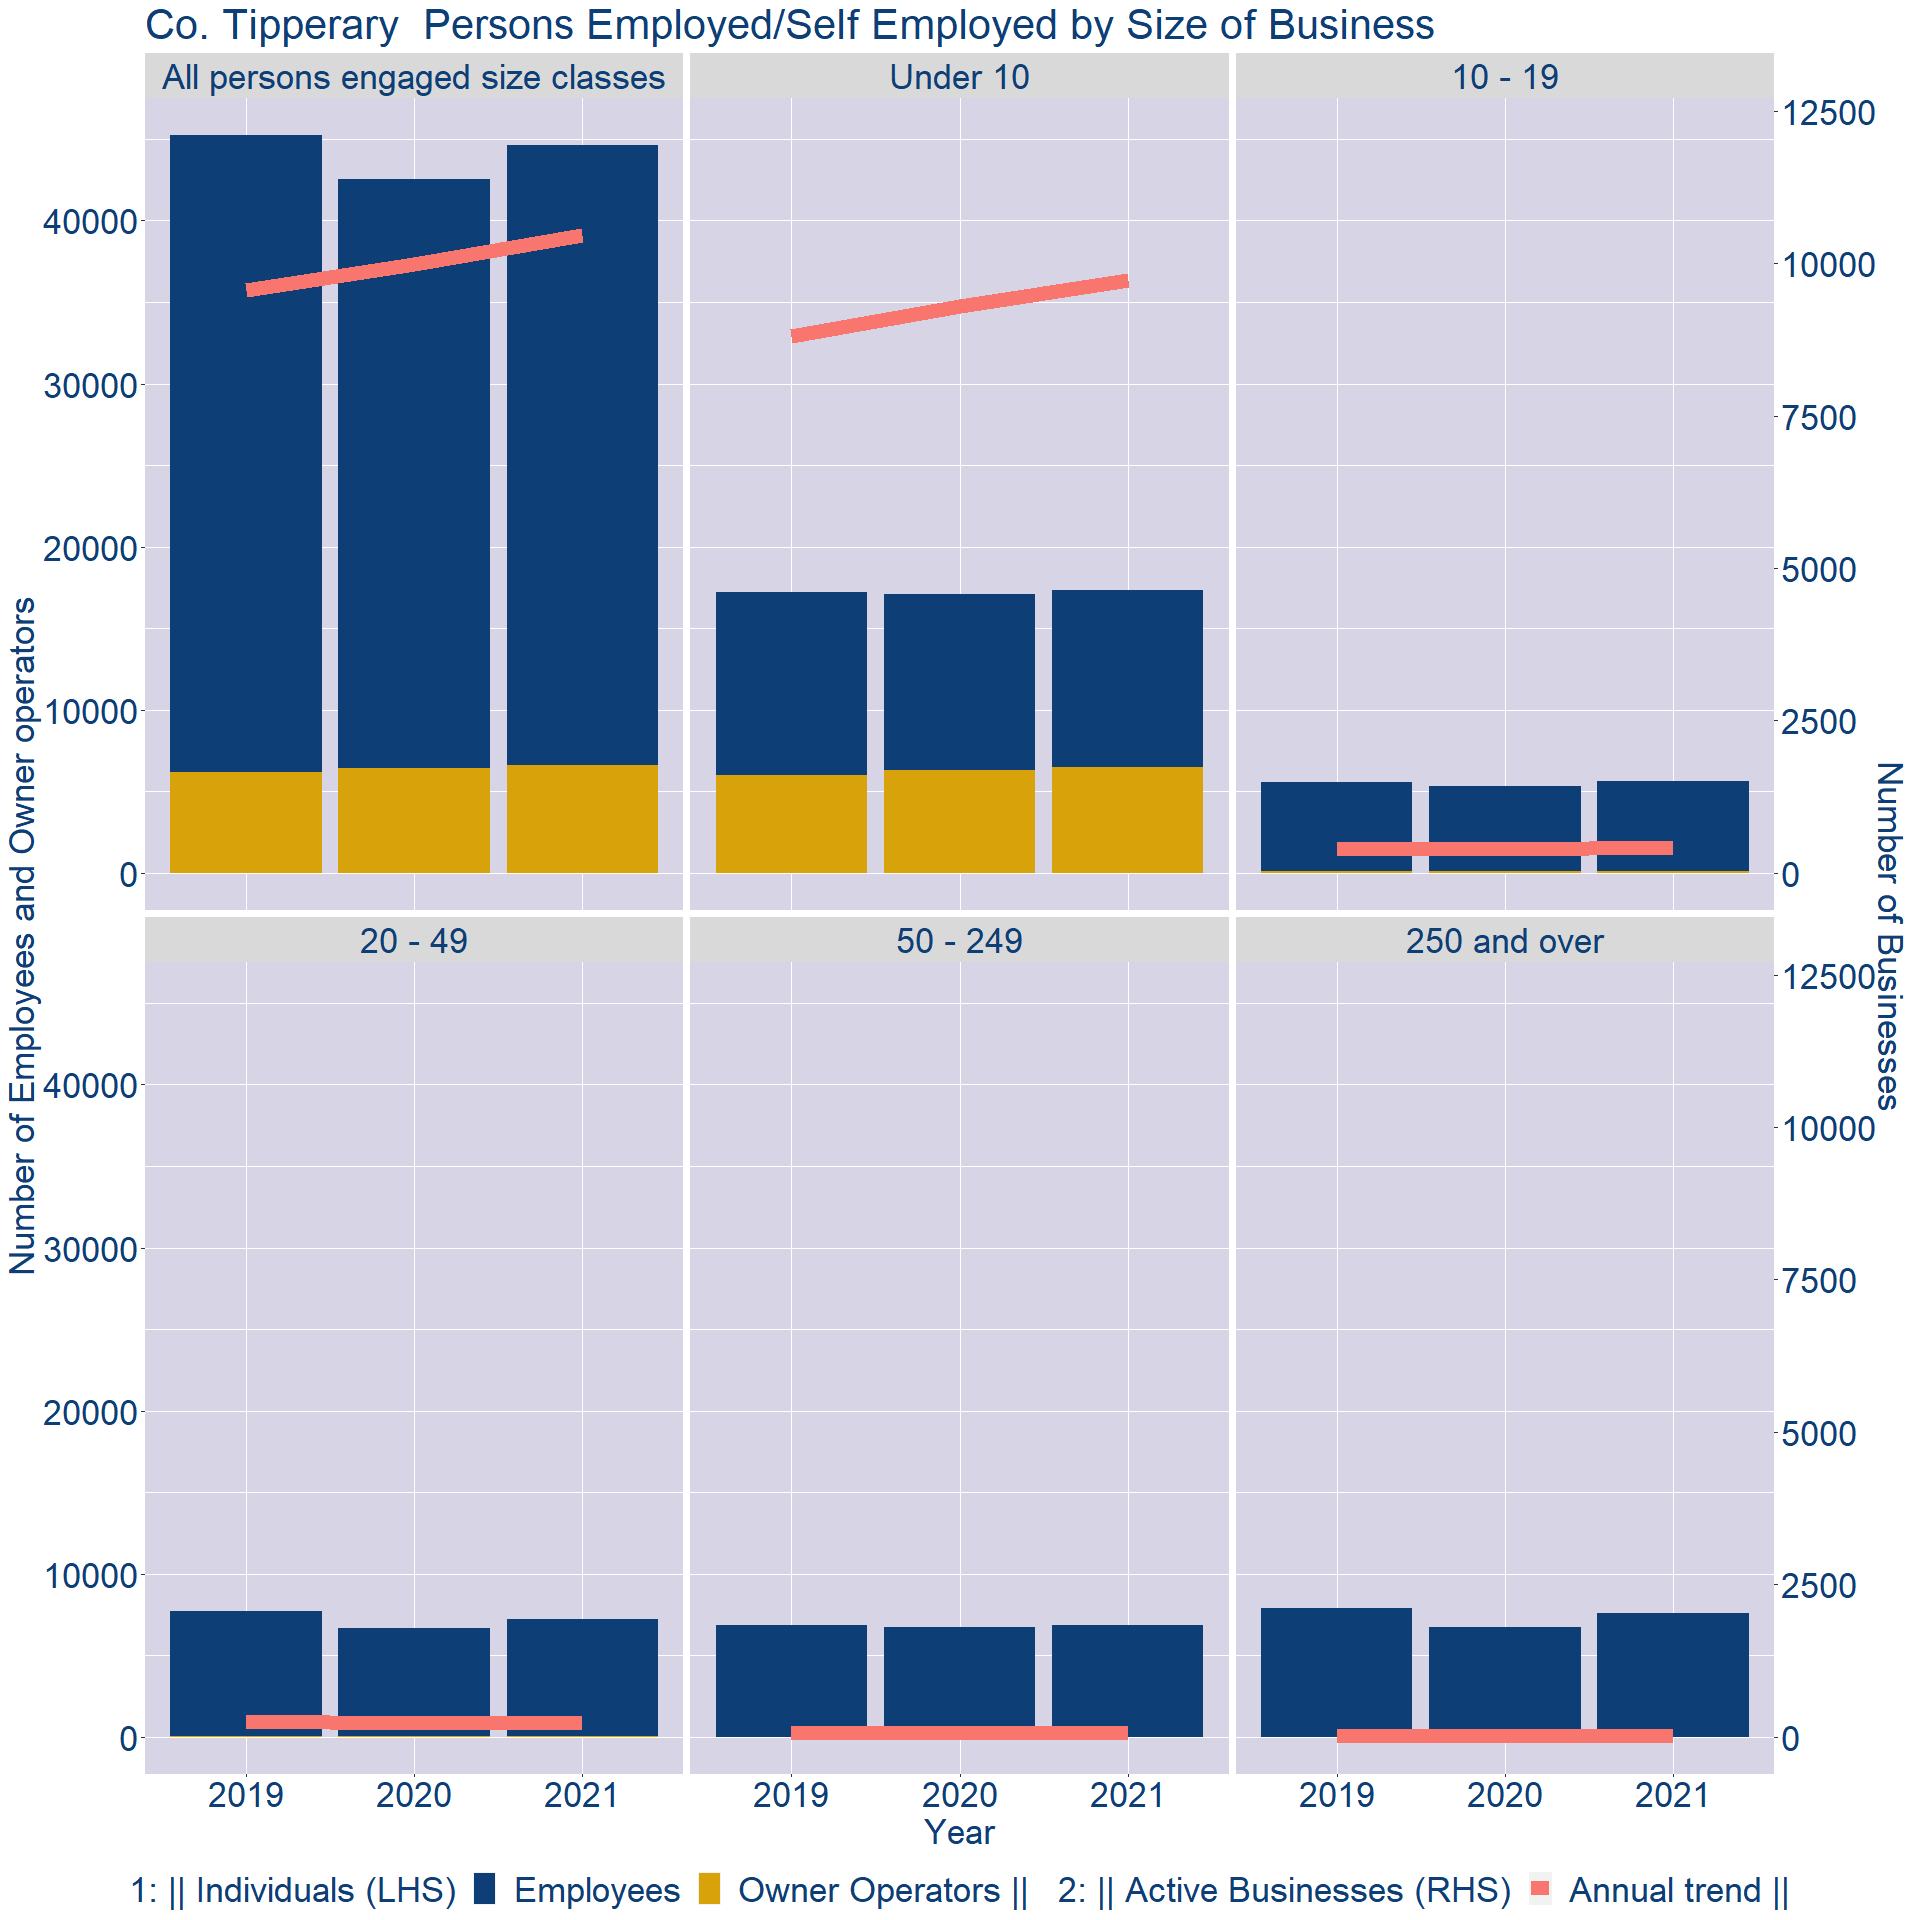 Co. Tipperary  Persons Employed/Self Employed by Size of Business
All persons engaged size classes
Under 10
10 - 19
40000
30000
20000
10000
0
12500
10000
7500
5000
2500
0
Number of Employees and Owner operators
Number of Businesses
20 - 49
50 - 249
250 and over
40000
30000
20000
10000
0
12500
10000
7500
5000
2500
0
2019 2020 2021 2019 2020 2021 2019 2020 2021
Year
1: || Individuals (LHS) Employees Owner Operators || 2: || Active Businesses (RHS) Annual trend ||